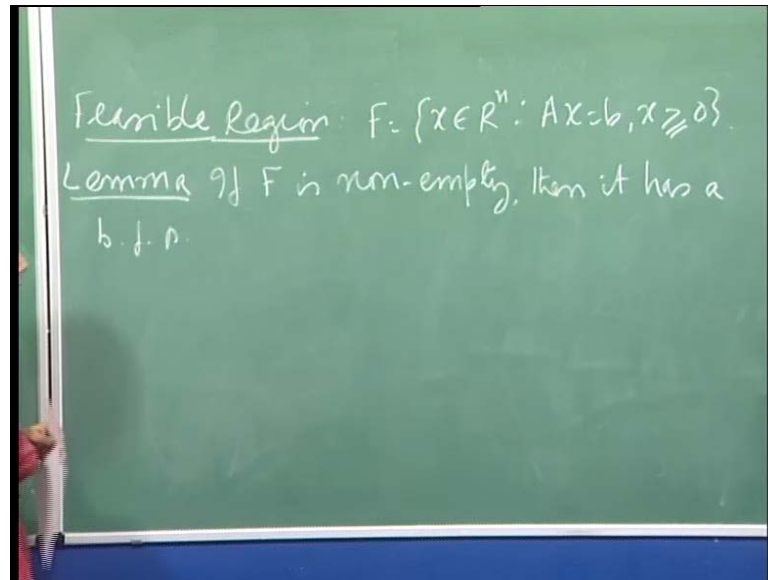 Feasible Region: F = {x ∈ Rⁿ : Ax = b, x ≥ 0}.
Lemma If F is non-empty, then it has a
b.f.s.